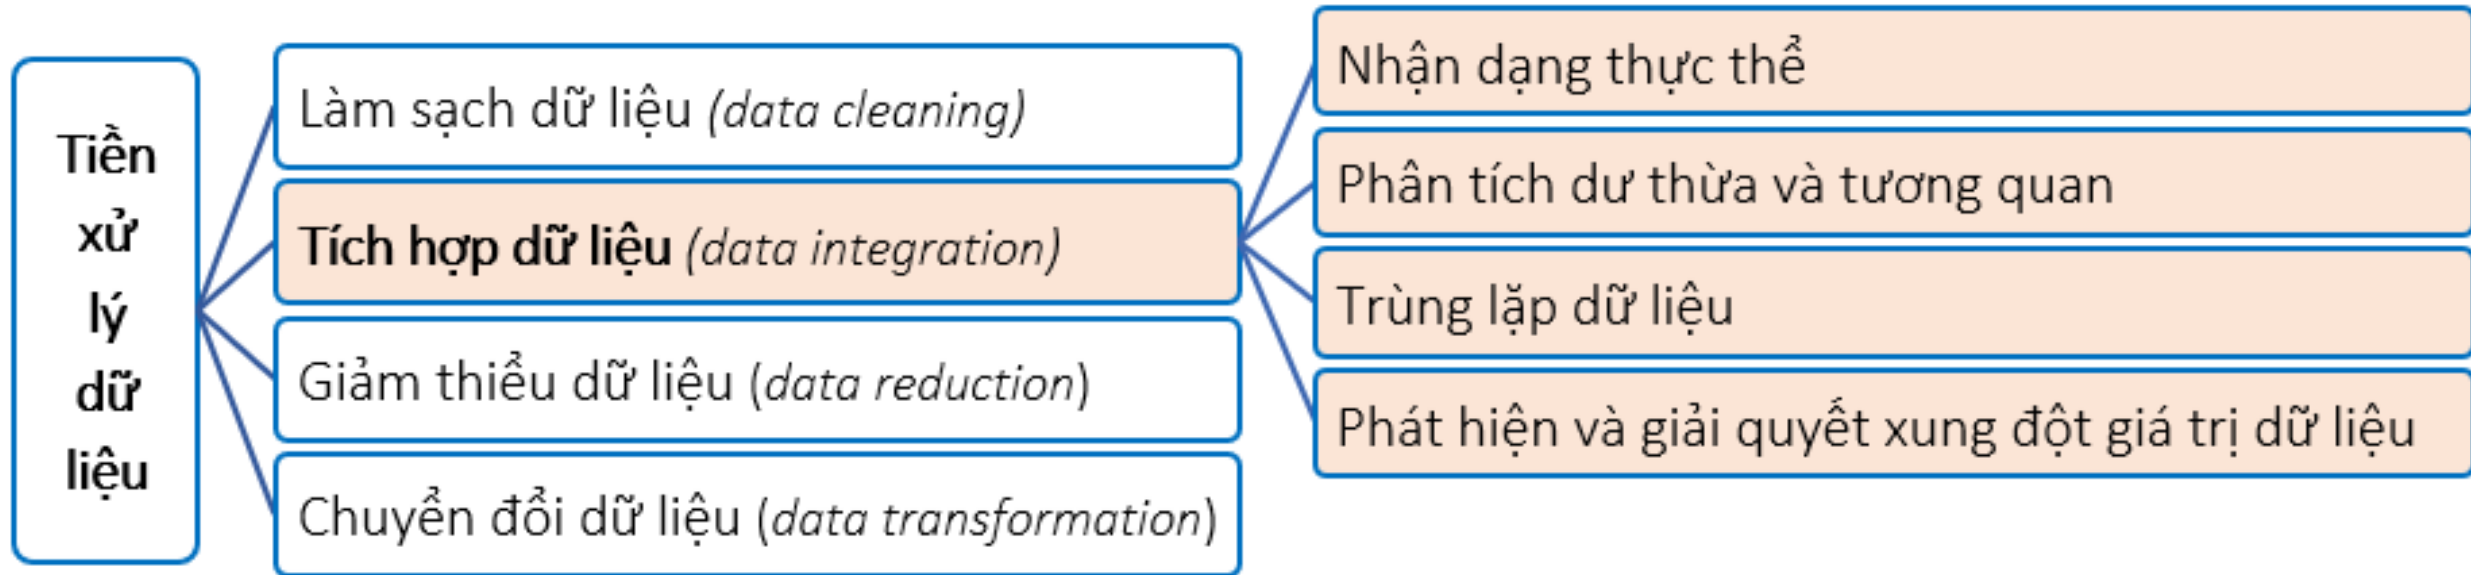 Tiền
xử
lý
dữ
liệu
Làm sạch dữ liệu (data cleaning)
Tích hợp dữ liệu (data integration)
Giảm thiểu dữ liệu (data reduction)
Chuyển đổi dữ liệu (data transformation)
Nhận dạng thực thể
Phân tích dư thừa và tương quan
Trùng lặp dữ liệu
Phát hiện và giải quyết xung đột giá trị dữ liệu